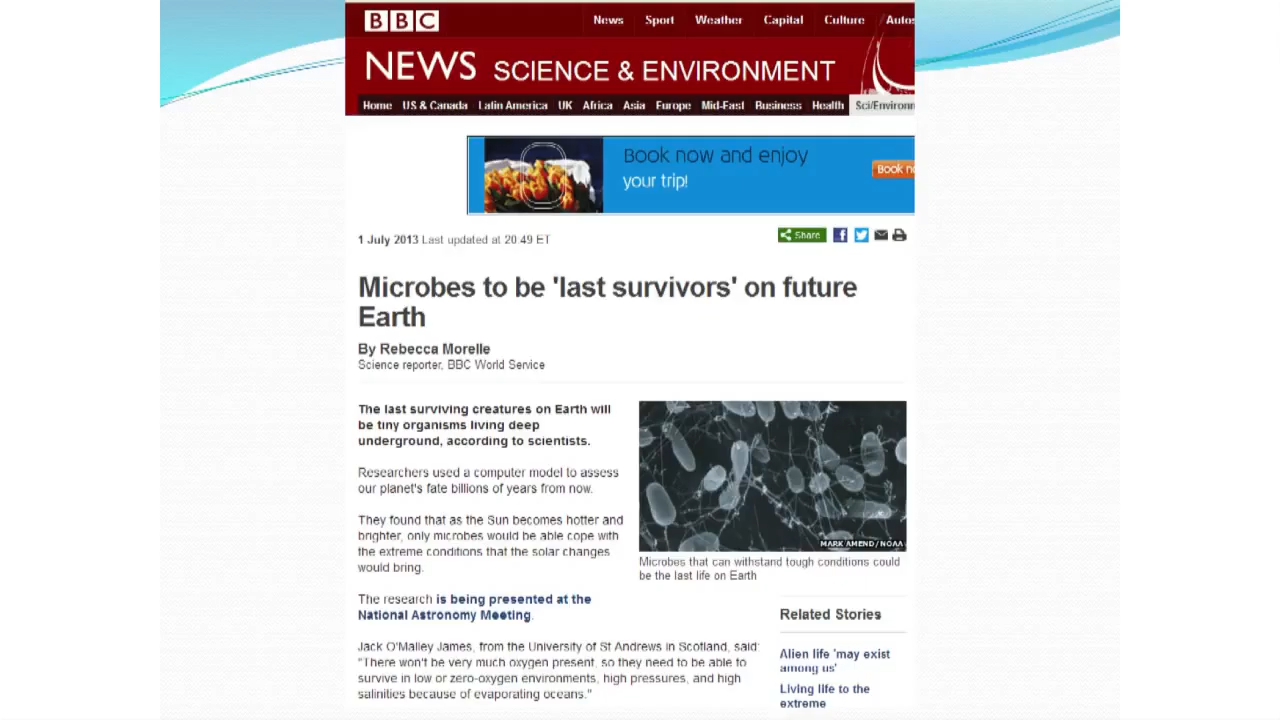 BBC News Sport Weather Capital Culture Autos
NEWS SCIENCE & ENVIRONMENT
Home US & Canada Latin America UK Africa Asia Europe Mid-East Business Health Sci/Environm
Book now and enjoy
your trip!
Book no
1 July 2013 Last updated at 20:49 ET
Share
Microbes to be 'last survivors' on future
Earth
By Rebecca Morelle
Science reporter, BBC World Service
The last surviving creatures on Earth will
be tiny organisms living deep
underground, according to scientists.
Researchers used a computer model to assess
our planet's fate billions of years from now.
They found that as the Sun becomes hotter and
brighter, only microbes would be able cope with
the extreme conditions that the solar changes
would bring.
The research is being presented at the
National Astronomy Meeting.
Jack O'Malley James, from the University of St Andrews in Scotland, said:
"There won't be very much oxygen present, so they need to be able to
survive in low or zero-oxygen environments, high pressures, and high
salinities because of evaporating oceans."
MARK AMEND / NOAA
Microbes that can withstand tough conditions could
be the last life on Earth
Related Stories
Alien life 'may exist
among us'
Living life to the
extreme